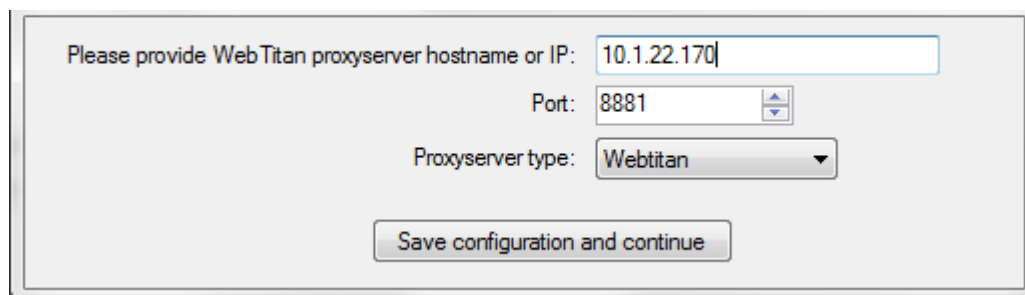 Please provide WebTitan proxyserver hostname or IP: 10.1.22.170
Port: 8881
Proxyserver type: Webtitan
Save configuration and continue